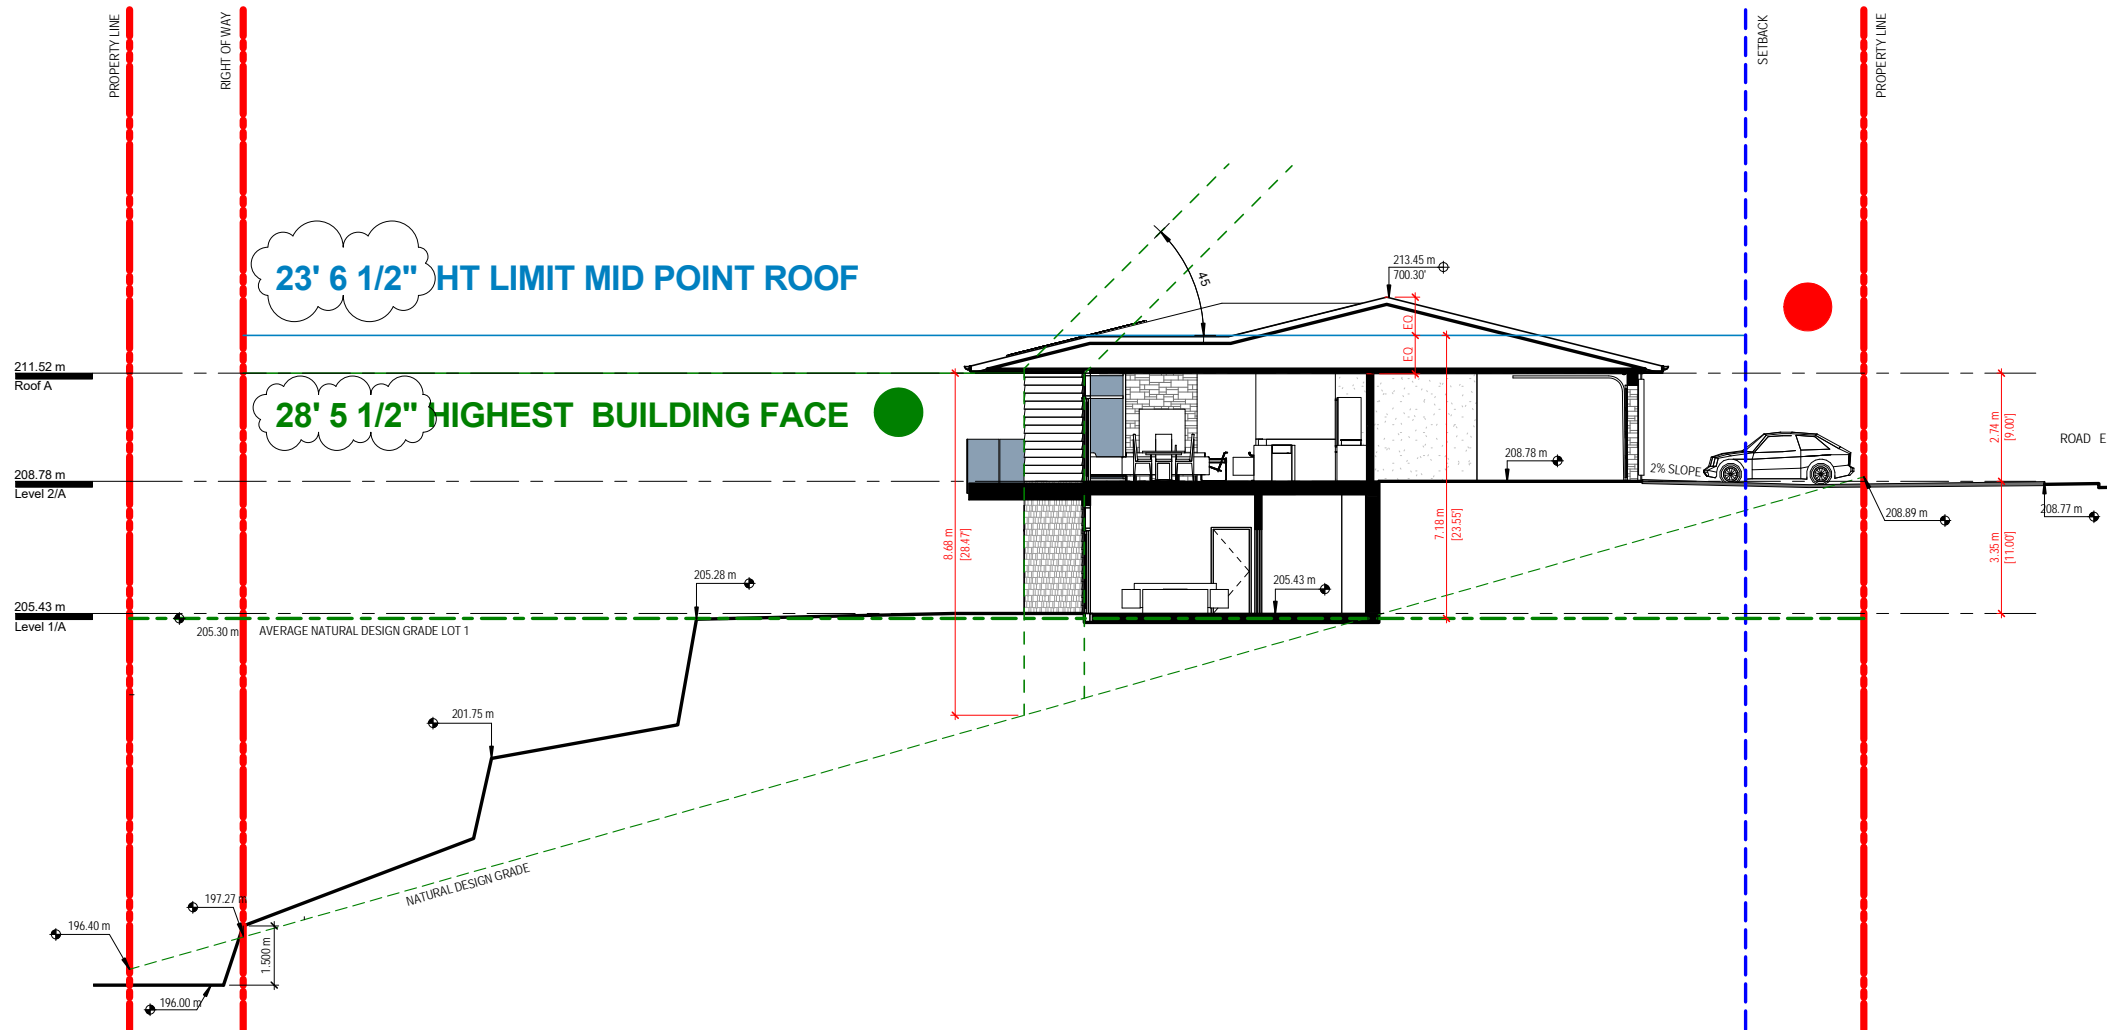 PROPERTY LINE
RIGHT OF WAY
SETBACK
PROPERTY LINE
23' 6 1/2" HT LIMIT MID POINT ROOF
45
213.45 m
700.30'
EQ
EQ
211.52 m
Roof A
28' 5 1/2" HIGHEST BUILDING FACE
2.74 m
[9.00']
ROAD E
208.78 m
Level 2/A
208.78 m
2% SLOPE
208.89 m
208.77 m
8.68 m
[28.47']
7.18 m
[23.55']
3.35 m
[11.00']
205.28 m
205.43 m
205.43 m
Level 1/A
205.30 m
AVERAGE NATURAL DESIGN GRADE LOT 1
201.75 m
NATURAL DESIGN GRADE
197.27 m
196.40 m
1.500 m
196.00 m